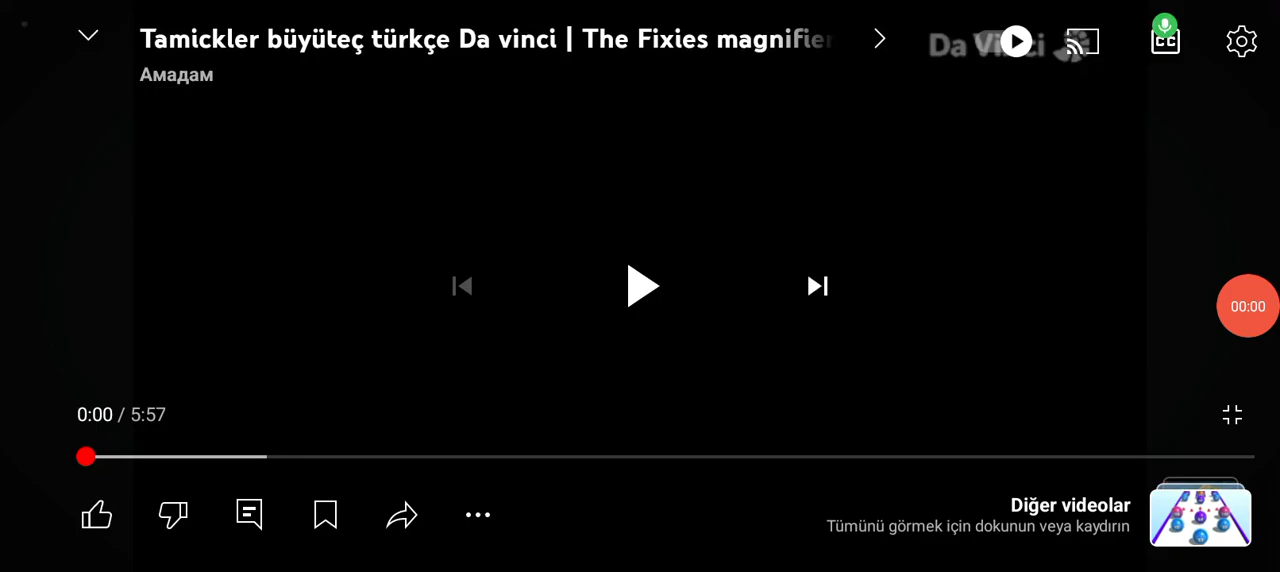 Tamickler büyüteç türkçe Da vinci | The Fixies magnifier
Da Vinci
CC
Амадам
00:00
0:00 / 5:57
Diğer videolar
Tümünü görmek için dokunun veya kaydırın